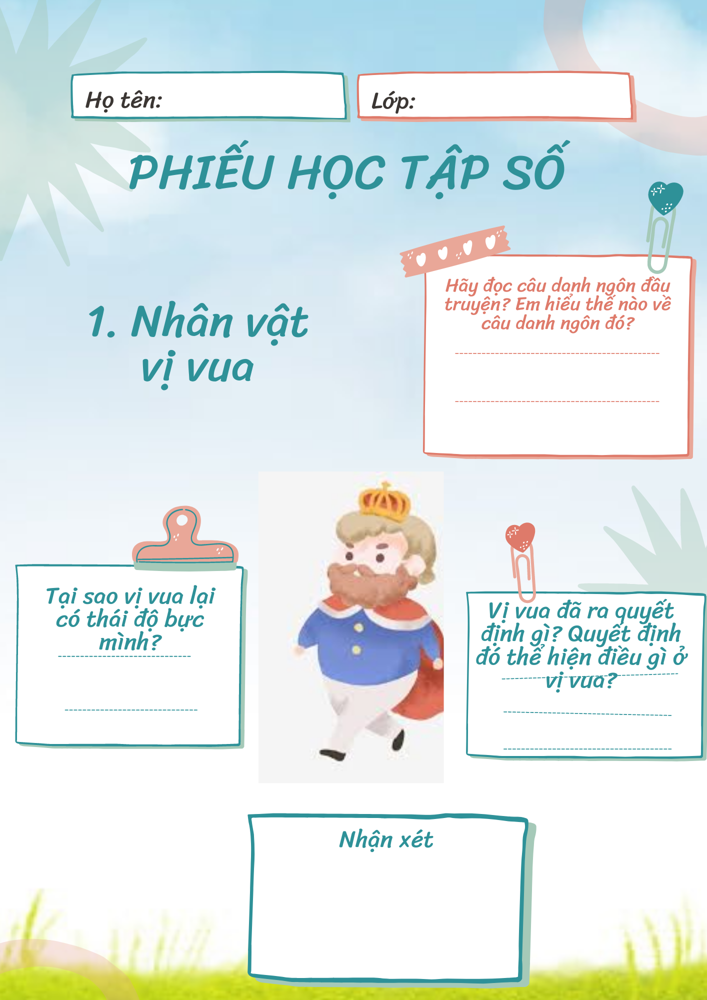 Họ tên:
Lớp:
PHIẾU HỌC TẬP SỐ
Hãy đọc câu danh ngôn đầu
truyện? Em hiểu thế nào về
câu danh ngôn đó?
1. Nhân vật
vị vua
Tại sao vị vua lại
có thái độ bực
mình?
Vị vua đã ra quyết
định gì? Quyết định
đó thể hiện điều gì ở
vị vua?
Nhận xét